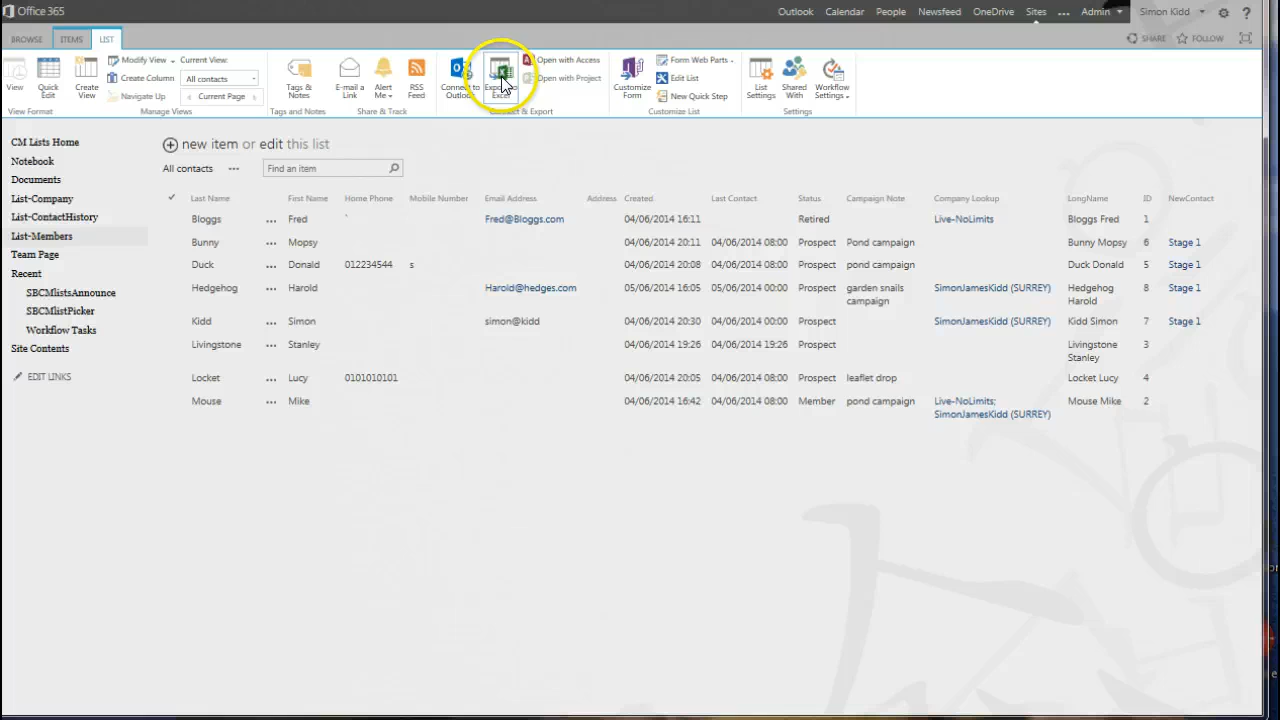 Office 365
Outlook Calendar People Newsfeed OneDrive Sites ... Admin Simon Kidd ?
BROWSE ITEMS LIST SHARE FOLLOW
View
Quick Edit
Create View
Modify View
Create Column
Navigate Up
Current View:
All contacts
Current Page
Tags & Notes
E-mail a Link
Alert Me
RSS Feed
Connect to Outlook
Excel
Open with Access
Open with Project
Customize Form
Form Web Parts
Edit List
New Quick Step
List Settings
Shared With
Workflow Settings
View Format Manage Views Tags and Notes Share & Track Connect & Export Customize List Settings
CM Lists Home
Notebook
Documents
List-Company
List-ContactHistory
List-Members
Team Page
Recent
SBCMlistsAnnounce
SBCMlistPicker
Workflow Tasks
Site Contents
EDIT LINKS
new item or edit this list
All contacts ... Find an item
Last Name First Name Home Phone Mobile Number Email Address Address Created Last Contact Status Campaign Note Company Lookup LongName ID NewContact
Bloggs ... Fred ` Fred@Bloggs.com 04/06/2014 16:11 Retired Live-NoLimits Bloggs Fred 1
Bunny ... Mopsy 04/06/2014 20:11 04/06/2014 08:00 Prospect Pond campaign Bunny Mopsy 6 Stage 1
Duck ... Donald 012234544 s 04/06/2014 20:08 04/06/2014 08:00 Prospect pond campaign Duck Donald 5 Stage 1
Hedgehog ... Harold Harold@hedges.com 05/06/2014 16:05 05/06/2014 00:00 Prospect garden snails SimonJamesKidd (SURREY) Hedgehog 8 Stage 1
campaign Harold
Kidd ... Simon simon@kidd 04/06/2014 20:30 04/06/2014 00:00 Prospect SimonJamesKidd (SURREY) Kidd Simon 7 Stage 1
Livingstone ... Stanley 04/06/2014 19:26 04/06/2014 19:26 Prospect Livingstone 3
Stanley
Locket ... Lucy 0101010101 04/06/2014 20:05 04/06/2014 08:00 Prospect leaflet drop Locket Lucy 4
Mouse ... Mike 04/06/2014 16:42 04/06/2014 08:00 Member pond campaign Live-NoLimits; Mouse Mike 2
SimonJamesKidd (SURREY)